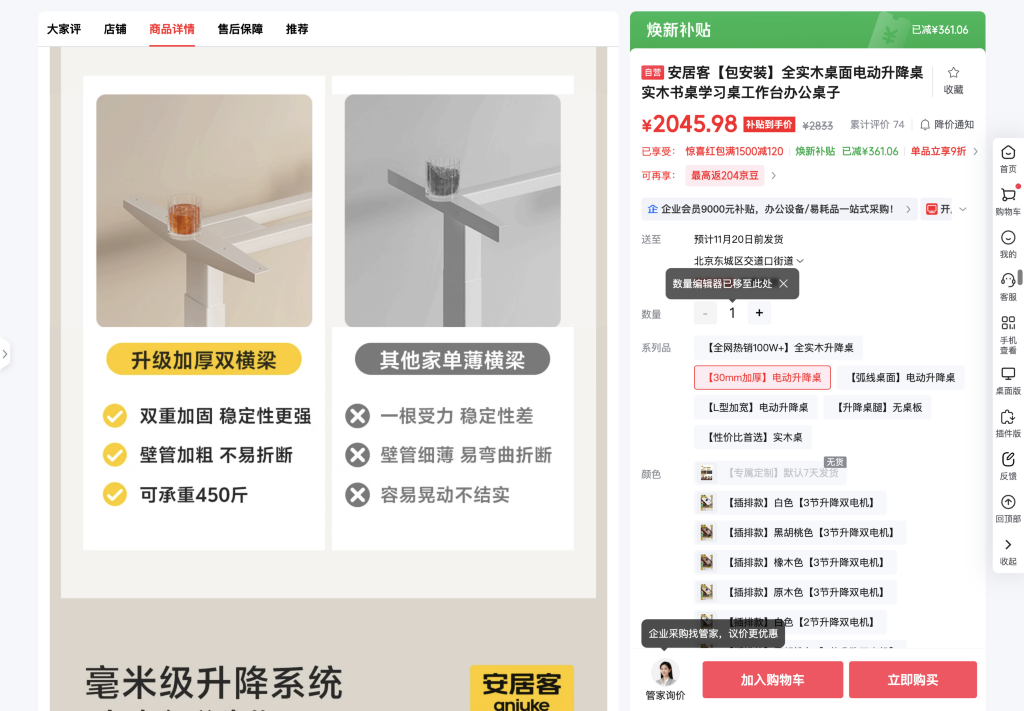 大家评 店铺 商品详情 售后保障 推荐
升级加厚双横梁
双重加固 稳定性更强
壁管加粗 不易折断
可承重450斤
其他家单薄横梁
一根受力 稳定性差
壁管细薄 易弯曲折断
容易晃动不结实
毫米级升降系统
安居客
anjuke
焕新补贴 已减¥361.06
自营 安居客【包安装】全实木桌面电动升降桌
实木书桌学习桌工作台办公桌子
收藏
¥2045.98 补贴到手价 ¥2833 累计评价 74 降价通知
已享受: 惊喜红包满1500减120 焕新补贴 已减¥361.06 单品立享9折
可再享: 最高返204京豆
企业会员9000元补贴，办公设备/易耗品一站式采购! 开.
送至 预计11月20日前发货
北京东城区交道口街道
数量编辑器已移至此处
数量 - 1 +
系列品 【全网热销100W+】全实木升降桌
【30mm加厚】电动升降桌 【弧线桌面】电动升降桌
【L型加宽】电动升降桌 【升降桌腿】无桌板
【性价比首选】实木桌
无货
颜色 【专属定制】默认7天发货
【插排款】白色【3节升降双电机】
【插排款】黑胡桃色【3节升降双电机】
【插排款】橡木色【3节升降双电机】
【插排款】原木色【3节升降双电机】
白色【2节升降双电机】
企业采购找管家，议价更优惠
管家询价 加入购物车 立即购买
首页
购物车
我的
客服
手机
查看
桌面版
插件版
反馈
回顶部
收起